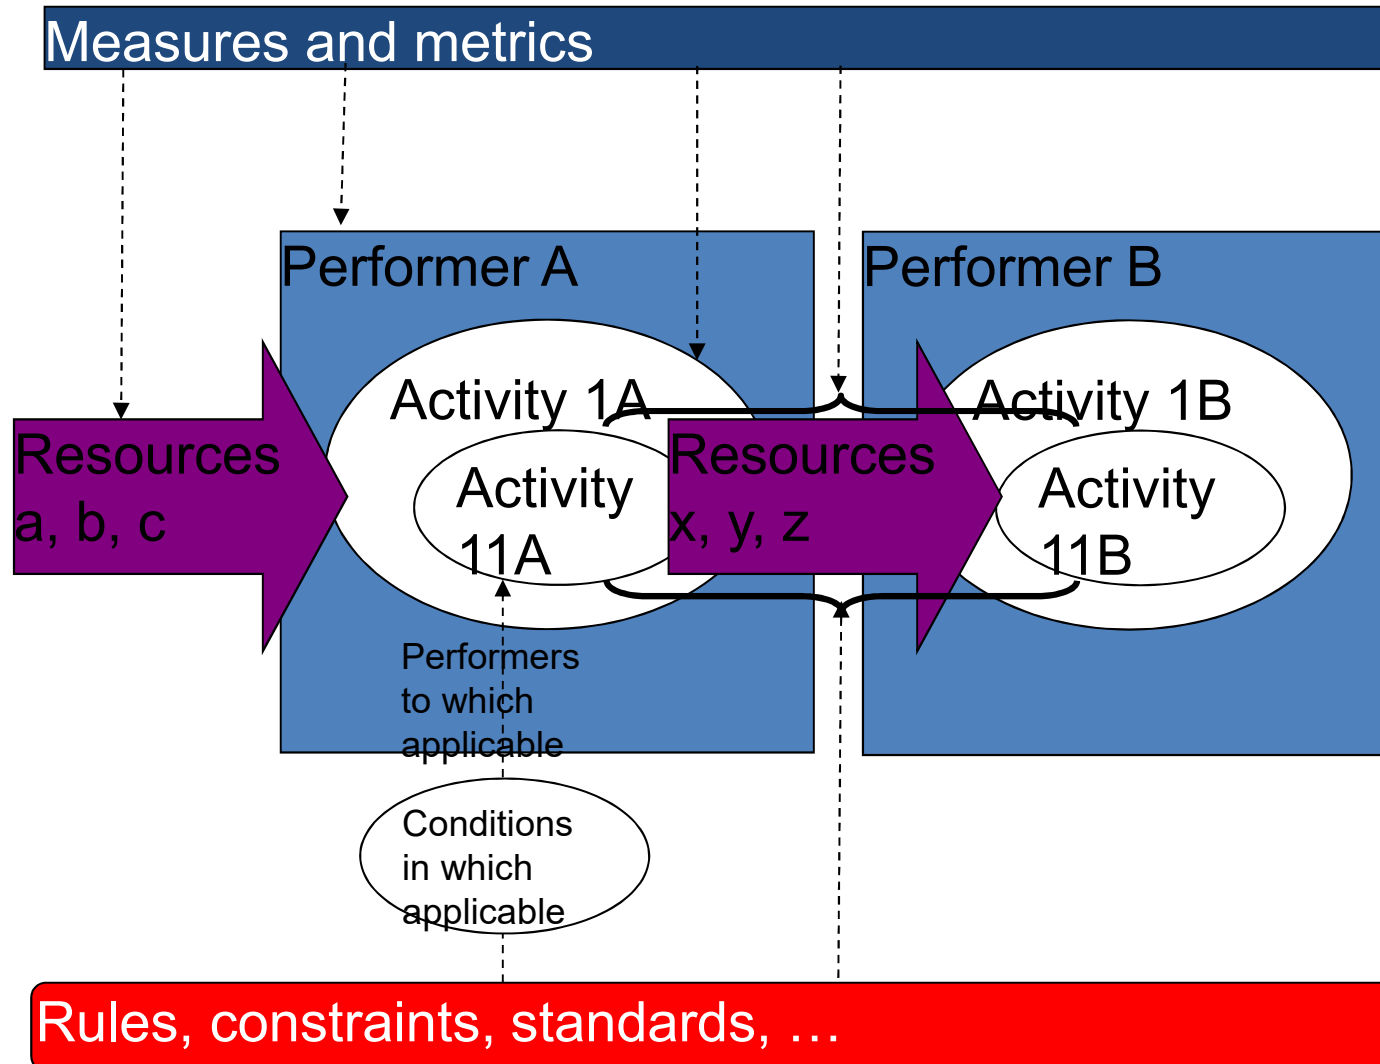 Measures and metrics
Performer A
Performer B
Activity 1A
Activity 1B
Resources
a, b, c
Activity
11A
Resources
x, y, z
Activity
11B
Performers
to which
applicable
Conditions
in which
applicable
Rules, constraints, standards, …